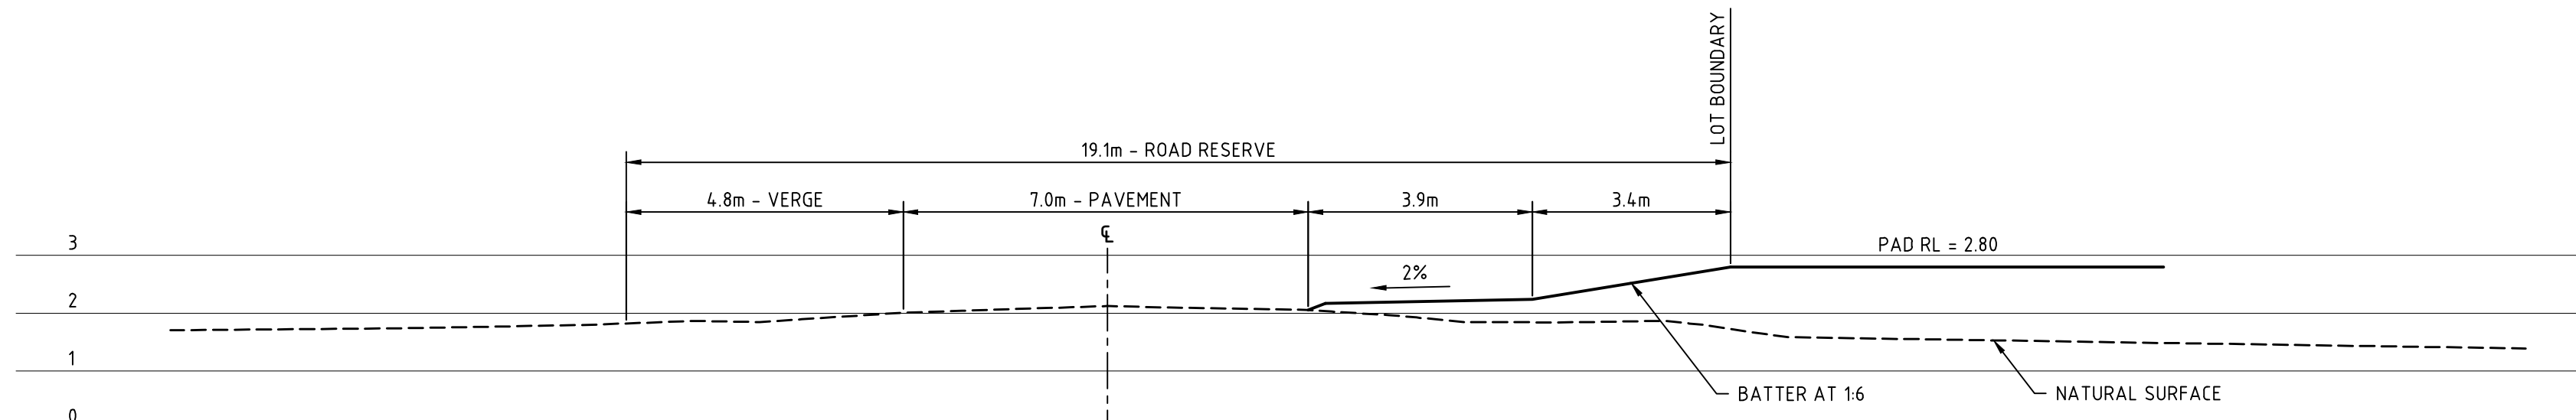 LOT BOUNDARY
19.1m - ROAD RESERVE
4.8m - VERGE
7.0m - PAVEMENT
3.9m
3.4m
℄
3
PAD RL = 2.80
2%
2
1
BATTER AT 1:6
NATURAL SURFACE
0